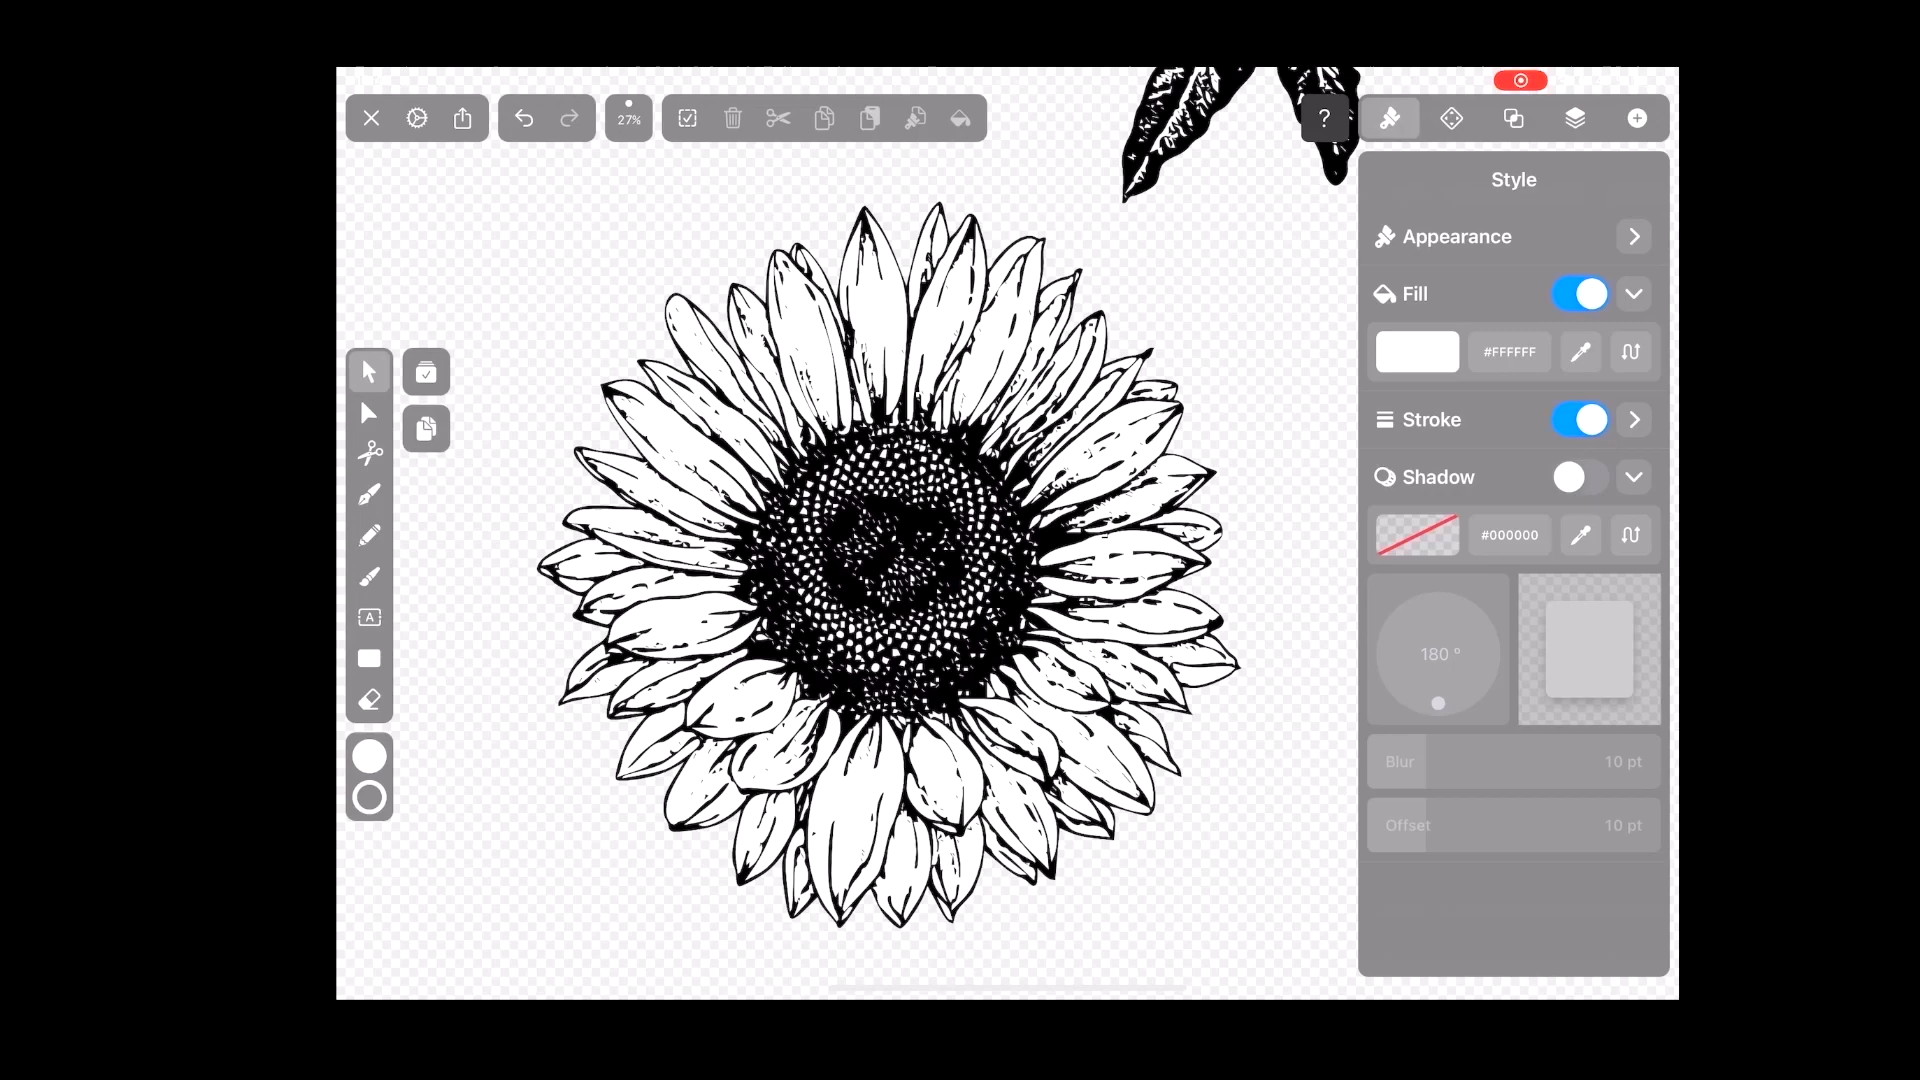 27%
?
Style
Appearance
Fill
#FFFFFF
Stroke
Shadow
#000000
A
180 °
Blur 10 pt
Offset 10 pt